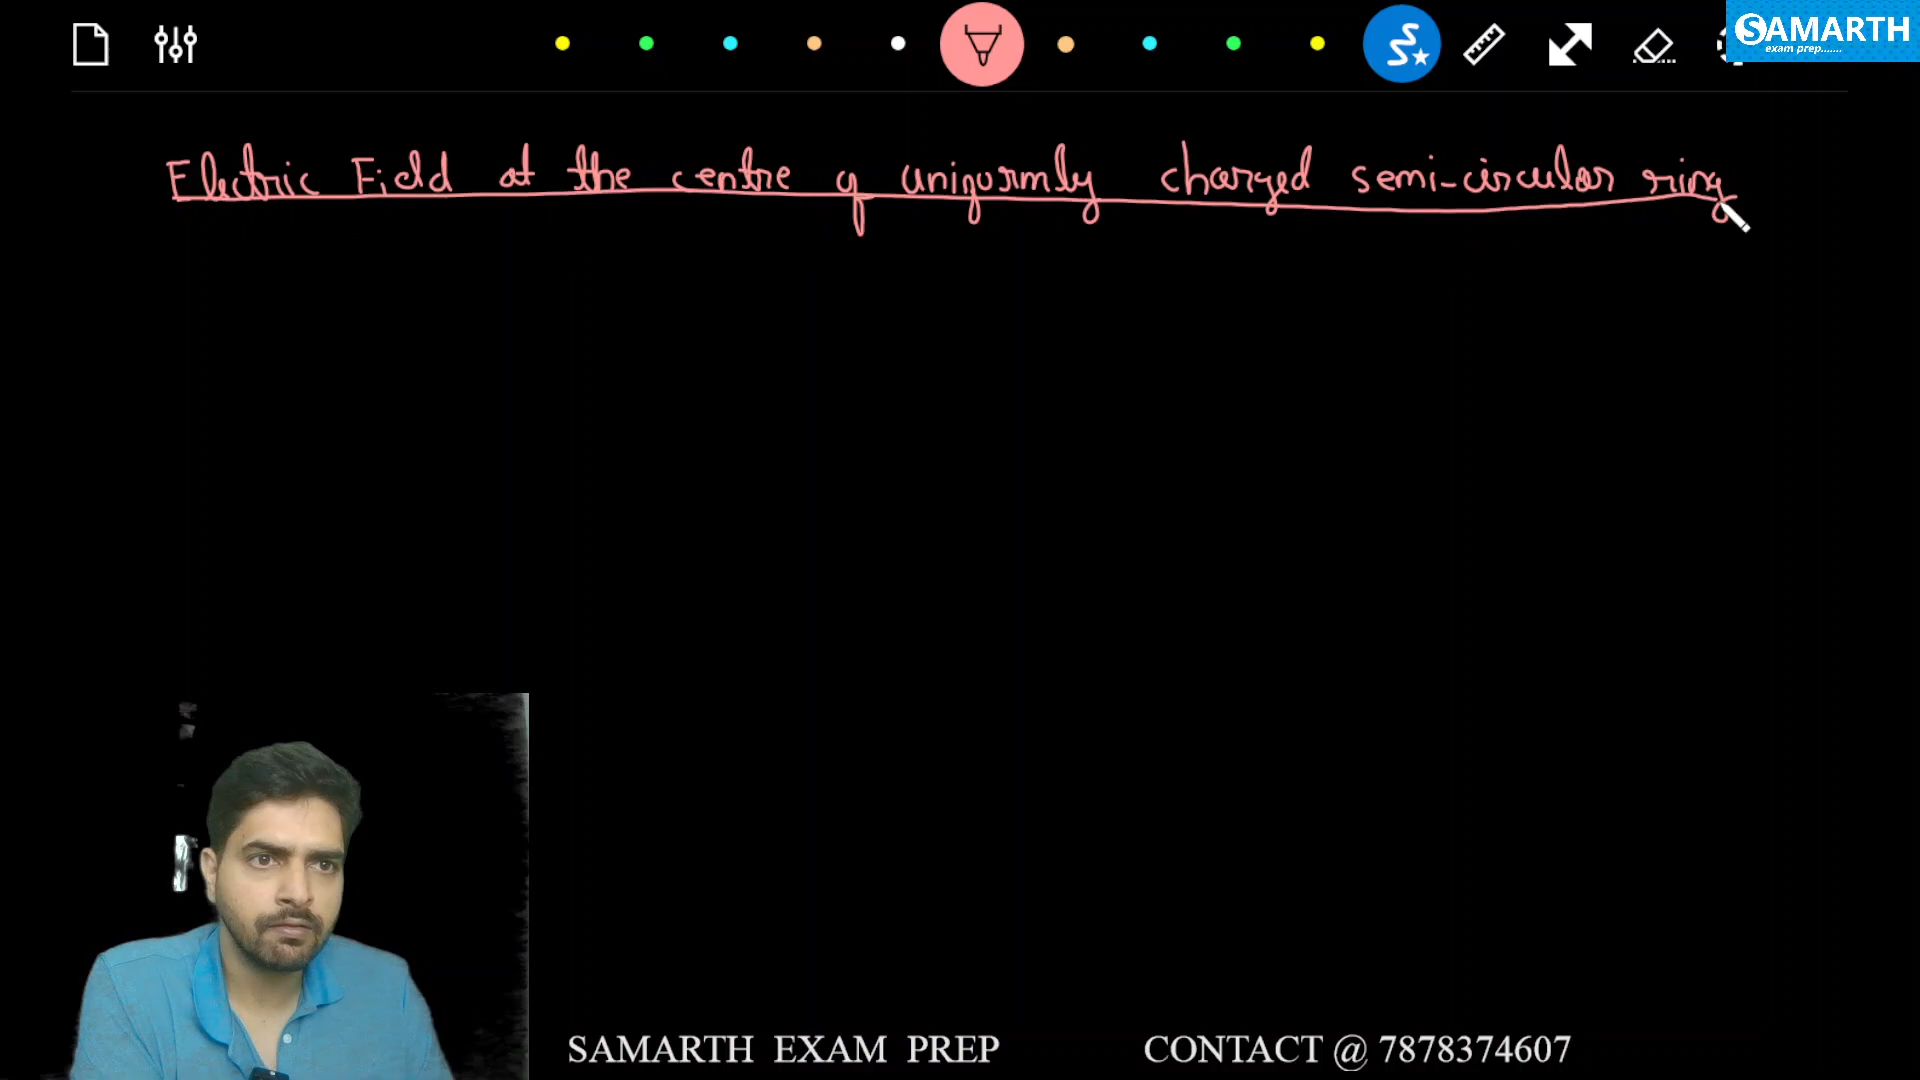 SAMARTH
exam prep.......
Electric Field at the centre of uniformly charged semi-circular ring
SAMARTH EXAM PREP CONTACT @ 7878374607